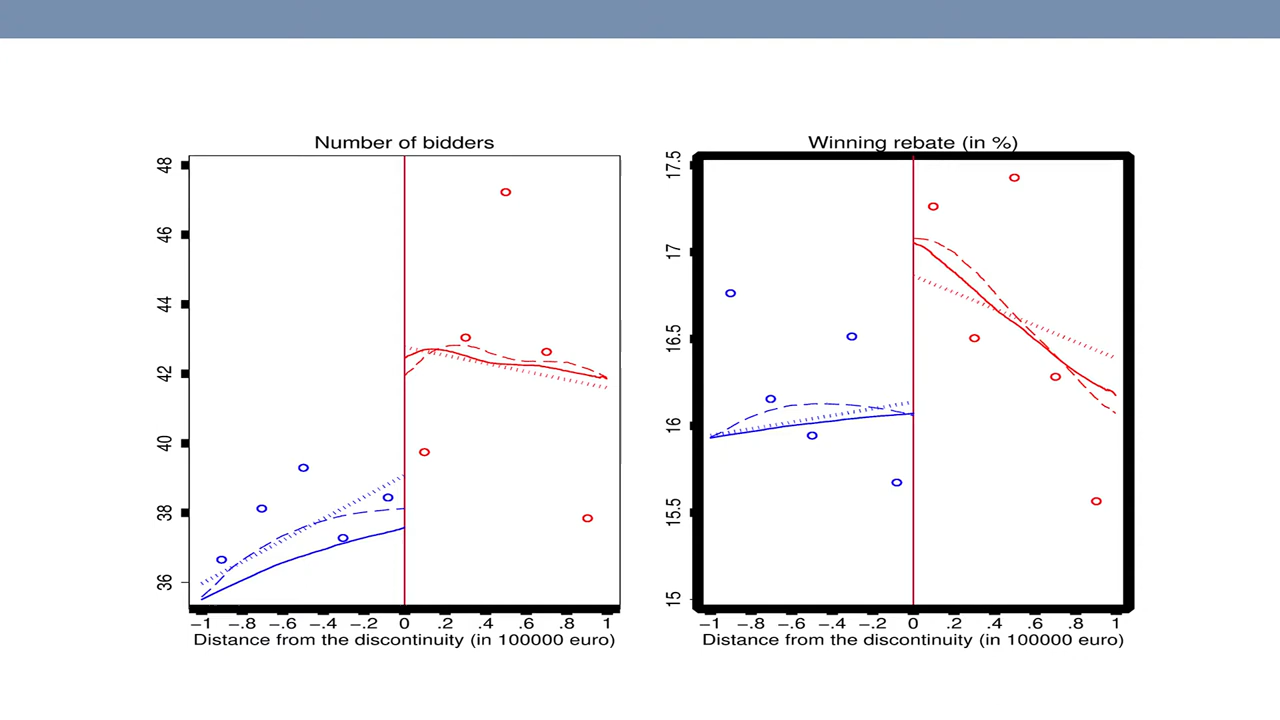 Number of bidders
48
46
44
42
40
38
36
−1 −.8 −.6 −.4 −.2 0 .2 .4 .6 .8 1
Distance from the discontinuity (in 100000 euro)
Winning rebate (in %)
17.5
17
16.5
16
15.5
15
−1 −.8 −.6 −.4 −.2 0 .2 .4 .6 .8 1
Distance from the discontinuity (in 100000 euro)